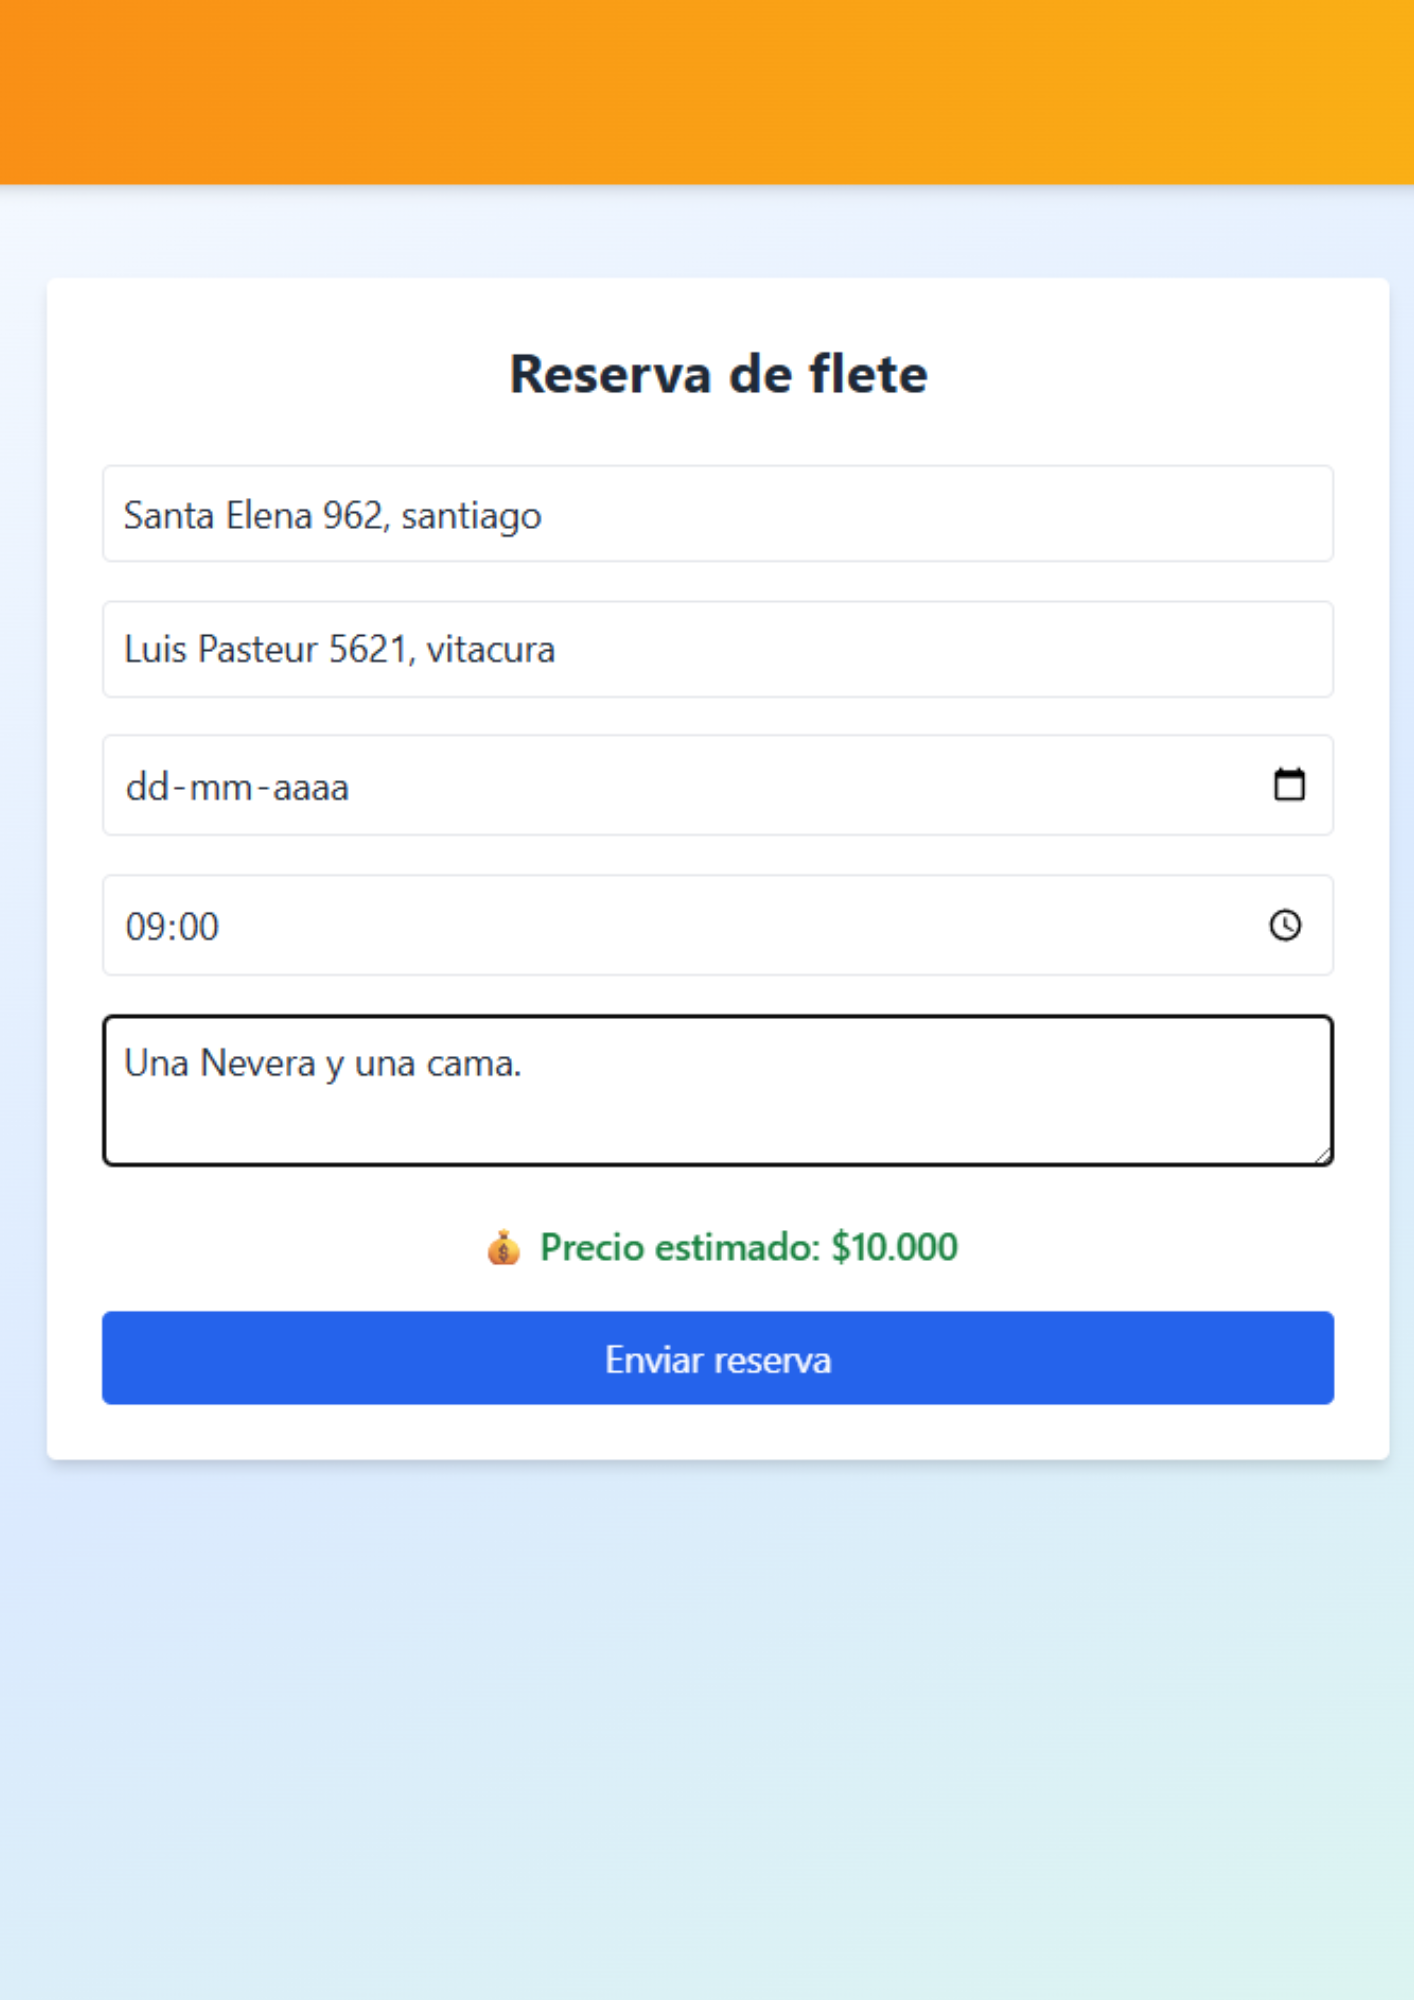 Reserva de flete
Santa Elena 962, santiago
Luis Pasteur 5621, vitacura
dd-mm-aaaa
09:00
Una Nevera y una cama.
Precio estimado: $10.000
Enviar reserva